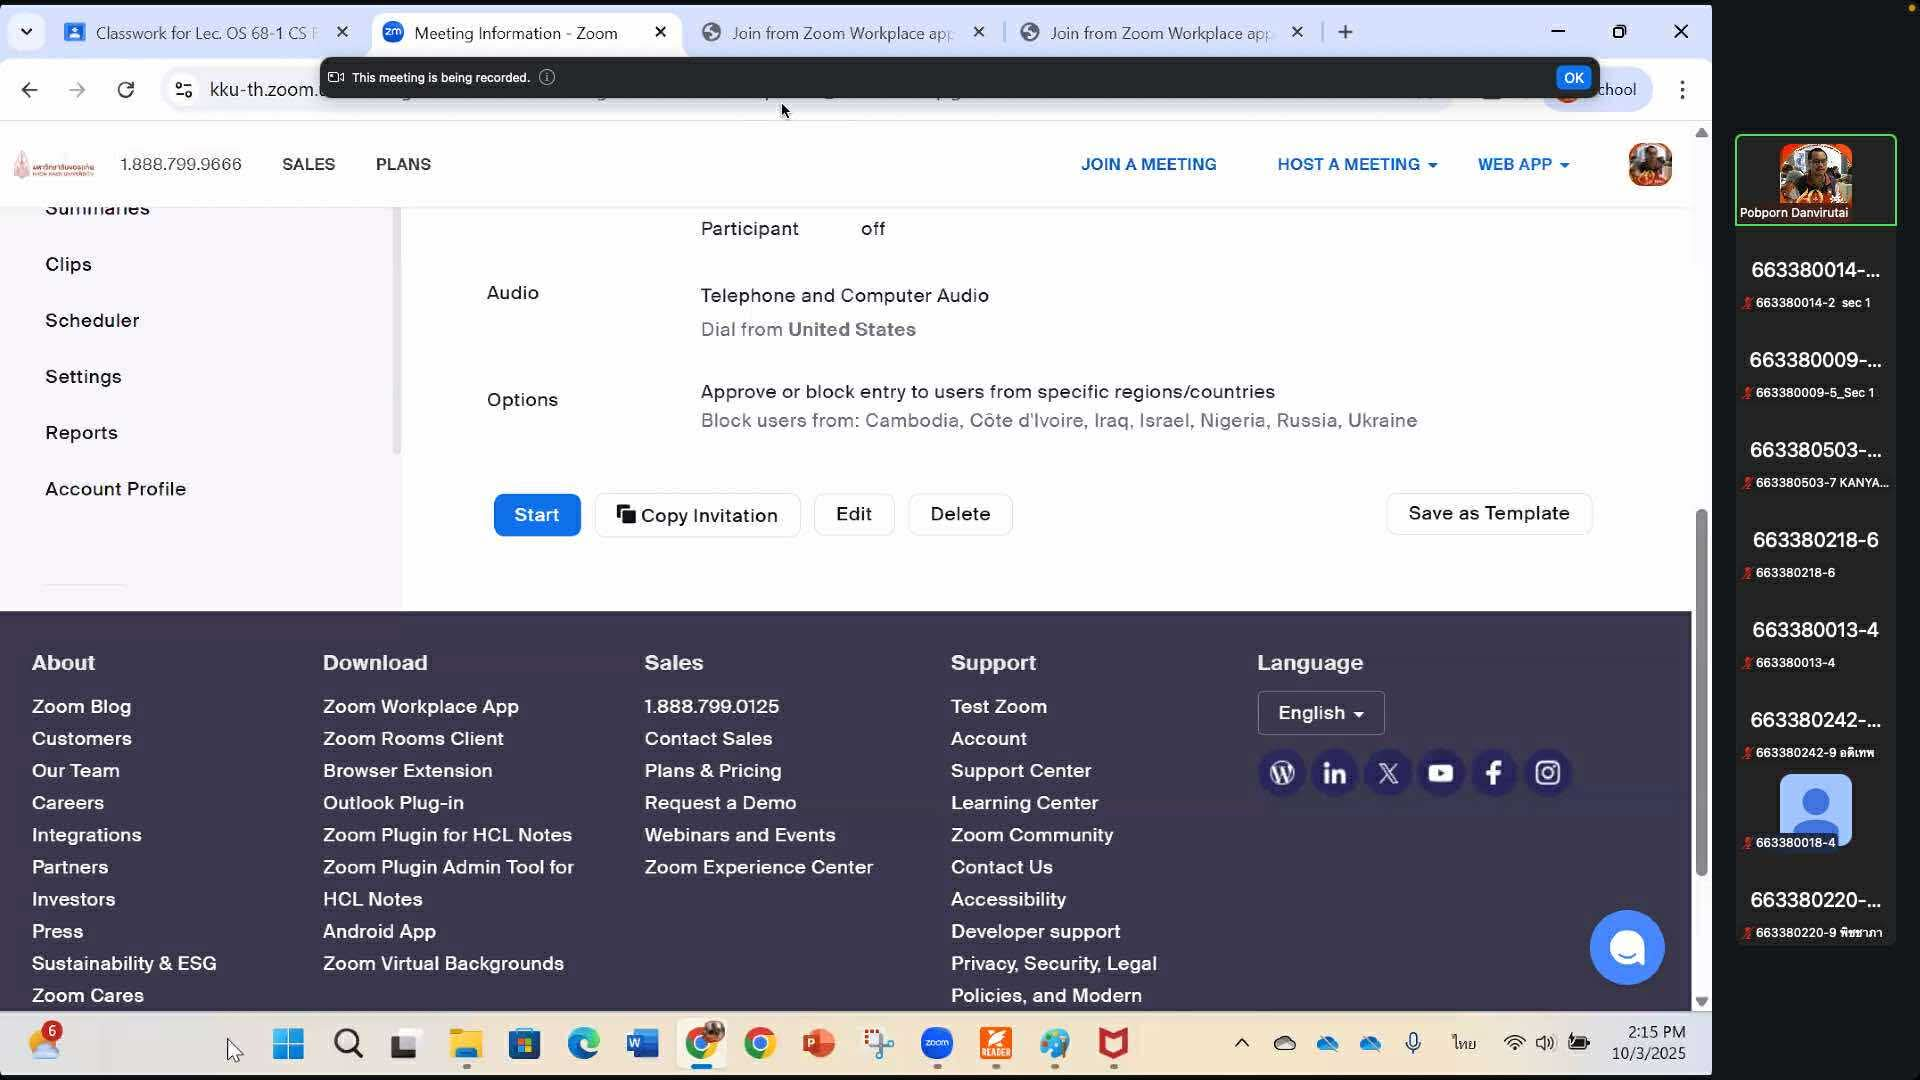 Classwork for Lec. OS 68-1 CS
Meeting Information - Zoom
Join from Zoom Workplace app
Join from Zoom Workplace app
kku-th.zoom.u
This meeting is being recorded.
OK
chool
1.888.799.9666
SALES
PLANS
JOIN A MEETING
HOST A MEETING
WEB APP
Summaries
Clips
Scheduler
Settings
Reports
Account Profile
Participant off
Audio
Telephone and Computer Audio
Dial from United States
Options
Approve or block entry to users from specific regions/countries
Block users from: Cambodia, Côte d'Ivoire, Iraq, Israel, Nigeria, Russia, Ukraine
Start
Copy Invitation
Edit
Delete
Save as Template
About
Zoom Blog
Customers
Our Team
Careers
Integrations
Partners
Investors
Press
Sustainability & ESG
Zoom Cares
Download
Zoom Workplace App
Zoom Rooms Client
Browser Extension
Outlook Plug-in
Zoom Plugin for HCL Notes
Zoom Plugin Admin Tool for
HCL Notes
Android App
Zoom Virtual Backgrounds
Sales
1.888.799.0125
Contact Sales
Plans & Pricing
Request a Demo
Webinars and Events
Zoom Experience Center
Support
Test Zoom
Account
Support Center
Learning Center
Zoom Community
Contact Us
Accessibility
Developer support
Privacy, Security, Legal
Policies, and Modern
Language
English
Pobporn Danvirutai
663380014-...
663380014-2 sec 1
663380009-...
663380009-5_Sec 1
663380503-...
663380503-7 KANYA...
663380218-6
663380218-6
663380013-4
663380013-4
663380242-...
663380242-9 อดิเทพ
663380018-4
663380220-...
663380220-9 พิชชาภา
6
zoom
READER
ไทย
2:15 PM
10/3/2025